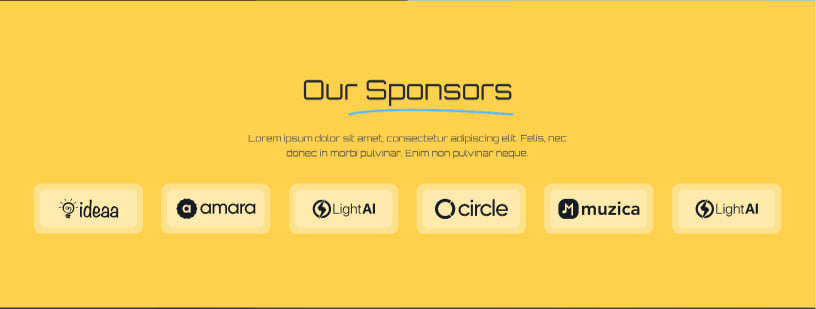 Our Sponsors
Lorem ipsum dolor sit amet, consectetur adipiscing elit. Felis, nec
donec in morbi pulvinar. Enim non pulvinar neque.
ideaa
a amara
LightAI
circle
M muzica
LightAI